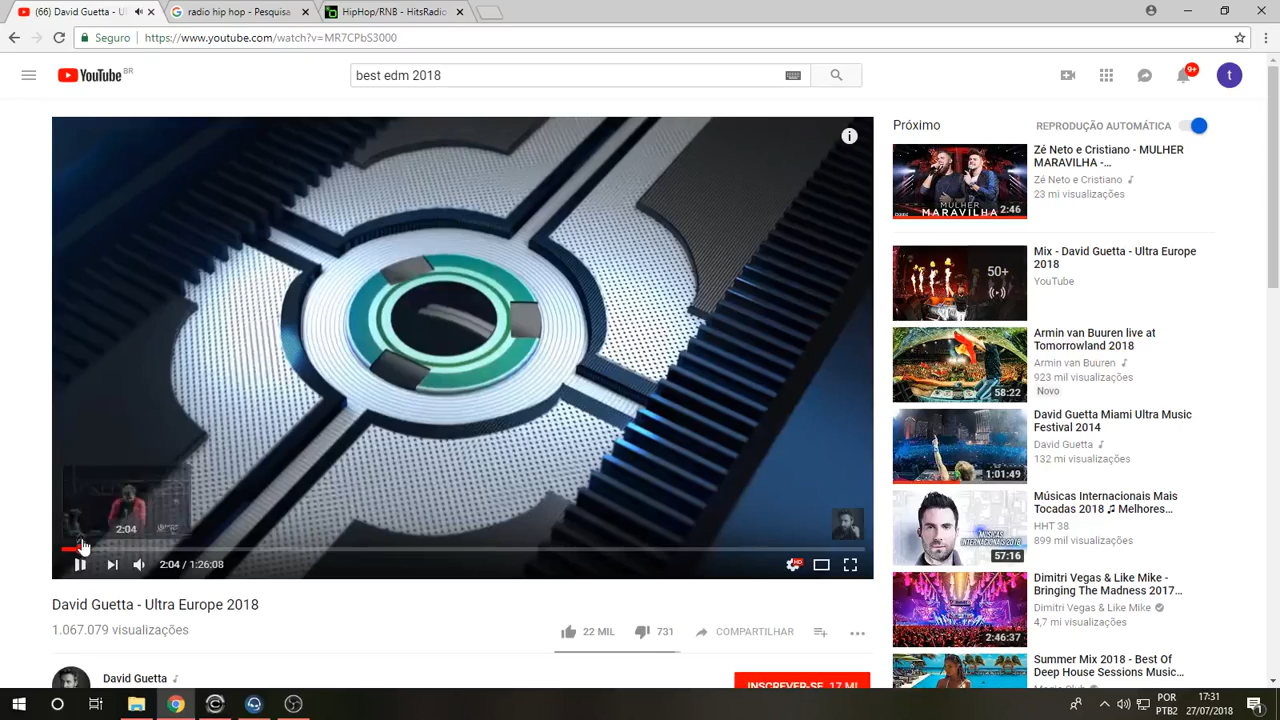 (66) David Guetta - U
radio hip hop - Pesquisa
HipHop/RNB - HitsRadio
Seguro
https://www.youtube.com/watch?v=MR7CPbS3000
YouTube BR
best edm 2018
9+
t
Próximo
REPRODUÇÃO AUTOMÁTICA
Zé Neto e Cristiano - MULHER
MARAVILHA -...
Zé Neto e Cristiano
23 mi visualizações
MULHER
MARAVILHA
2:46
Mix - David Guetta - Ultra Europe
2018
YouTube
50+
Armin van Buuren live at
Tomorrowland 2018
Armin van Buuren
923 mil visualizações
Novo
58:22
David Guetta Miami Ultra Music
Festival 2014
David Guetta
132 mi visualizações
1:01:49
Músicas Internacionais Mais
Tocadas 2018 ♫ Melhores...
HHT 38
899 mil visualizações
MÚSICAS
INTERNACIONAIS 2018
57:16
Dimitri Vegas & Like Mike -
Bringing The Madness 2017...
Dimitri Vegas & Like Mike
4,7 mi visualizações
2:46:37
Summer Mix 2018 - Best Of
Deep House Sessions Music...
Magic Club
2:04
2:04 / 1:26:08
HD
David Guetta - Ultra Europe 2018
1.067.079 visualizações
22 MIL
731
COMPARTILHAR
David Guetta
INSCREVER-SE 17 MI
POR
PTB2
17:31
27/07/2018
1